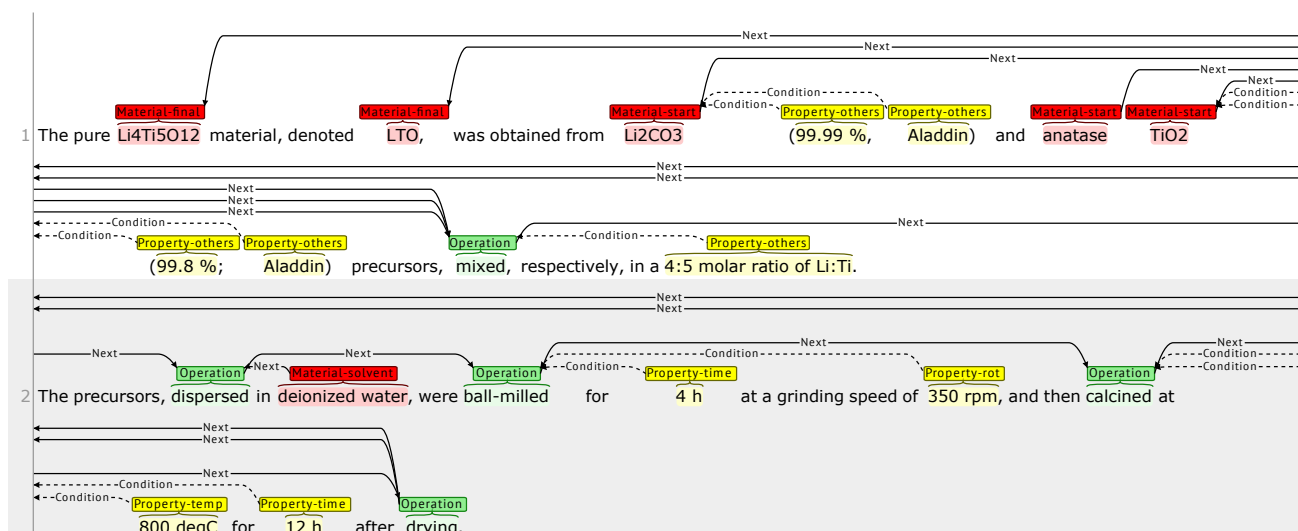 Next
Next
Next
Next
Next
Material-final Material-final Material-start Condition Condition Property-others Property-others Material-start Material-start Condition Condition
1 The pure Li4Ti5O12 material, denoted LTO, was obtained from Li2CO3 (99.99 %, Aladdin) and anatase TiO2
Next
Next
Next
Next
Next
Condition Next
Condition Property-others Property-others Operation Condition Property-others
(99.8 %; Aladdin) precursors, mixed, respectively, in a 4:5 molar ratio of Li:Ti.
Next
Next
Next
Next Next Next Condition Condition
Operation Next Material-solvent Operation Condition Property-time Property-rot Operation Condition
2 The precursors, dispersed in deionized water, were ball-milled for 4 h at a grinding speed of 350 rpm, and then calcined at
Next
Next
Next
Condition
Condition Property-temp Property-time Operation
800 degC for 12 h after drying.